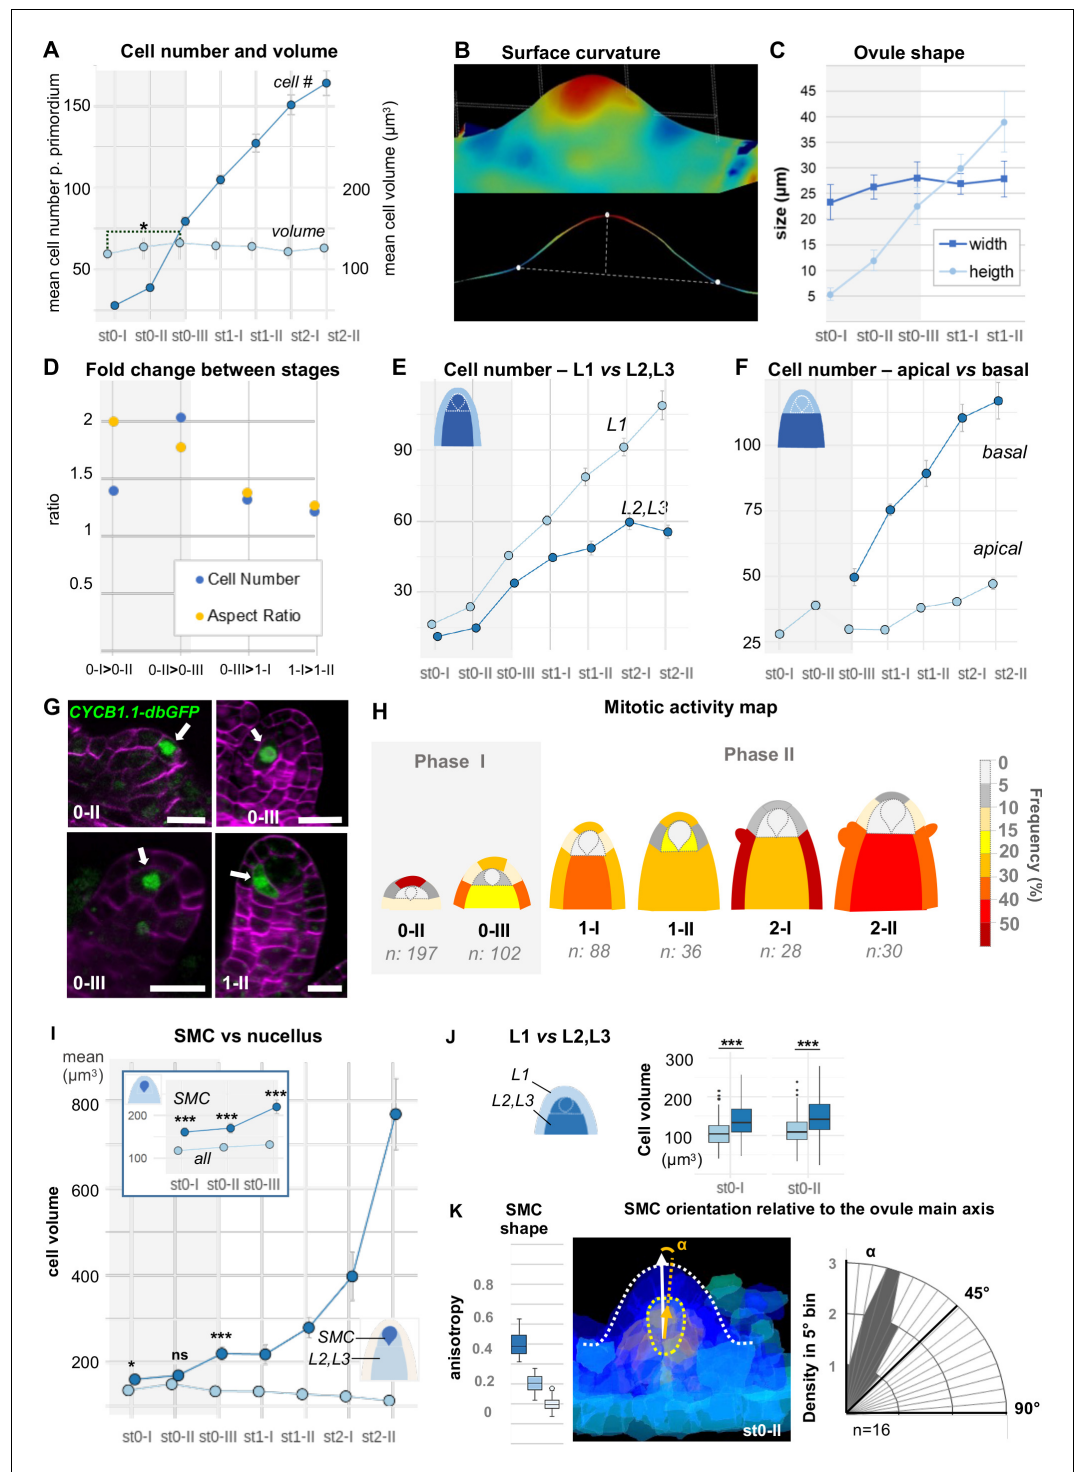 A
Cell number and volume
mean cell number p. primordium
150
100
50
cell #
*
volume
200
100
mean cell volume (µm³)
st0-I
st0-II
st0-III
st1-I
st1-II
st2-I
st2-II
B
Surface curvature
C
Ovule shape
size (µm)
45
40
35
30
25
20
15
10
5
width
heigth
st0-I
st0-II
st0-III
st1-I
st1-II
D
Fold change between stages
ratio
2
1.5
1
0.5
Cell Number
Aspect Ratio
0-I>0-II
0-II>0-III
0-III>1-I
1-I>1-II
E
Cell number – L1 vs L2,L3
90
60
30
L1
L2,L3
st0-I
st0-II
st0-III
st1-I
st1-II
st2-I
st2-II
F
Cell number – apical vs basal
100
75
50
25
basal
apical
st0-I
st0-II
st0-III
st1-I
st1-II
st2-I
st2-II
G
CYCB1.1-dbGFP
0-II
0-III
0-III
1-II
H
Mitotic activity map
Phase I
Phase II
0-II
n: 197
0-III
n: 102
1-I
n: 88
1-II
n: 36
2-I
n: 28
2-II
n:30
0
5
10
15
20
30
40
50
Frequency (%)
I
SMC vs nucellus
mean
(µm³)
cell volume
800
600
400
200
SMC
200
100
***
***
***
all
st0-I
st0-II
st0-III
*
ns
***
SMC
L2,L3
st0-I
st0-II
st0-III
st1-I
st1-II
st2-I
st2-II
J
L1 vs L2,L3
L1
L2,L3
Cell volume
(µm³)
300
200
100
***
***
st0-I
st0-II
K
SMC
shape
anisotropy
0.8
0.6
0.4
0.2
0
SMC orientation relative to the ovule main axis
α
st0-II
Density in 5° bin
3
2
1
α
45°
90°
n=16